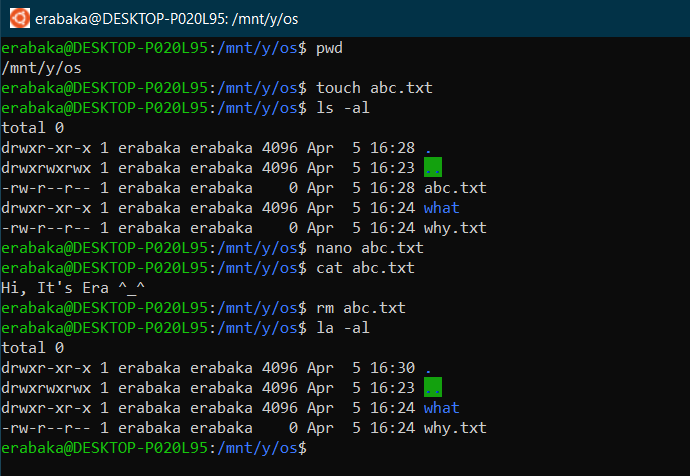 erabaka@DESKTOP-P020L95: /mnt/y/os
erabaka@DESKTOP-P020L95:/mnt/y/os$ pwd
/mnt/y/os
erabaka@DESKTOP-P020L95:/mnt/y/os$ touch abc.txt
erabaka@DESKTOP-P020L95:/mnt/y/os$ ls -al
total 0
drwxr-xr-x 1 erabaka erabaka 4096 Apr  5 16:28 .
drwxrwxrwx 1 erabaka erabaka 4096 Apr  5 16:23 ..
-rw-r--r-- 1 erabaka erabaka    0 Apr  5 16:28 abc.txt
drwxr-xr-x 1 erabaka erabaka 4096 Apr  5 16:24 what
-rw-r--r-- 1 erabaka erabaka    0 Apr  5 16:24 why.txt
erabaka@DESKTOP-P020L95:/mnt/y/os$ nano abc.txt
erabaka@DESKTOP-P020L95:/mnt/y/os$ cat abc.txt
Hi, It's Era ^_^
erabaka@DESKTOP-P020L95:/mnt/y/os$ rm abc.txt
erabaka@DESKTOP-P020L95:/mnt/y/os$ la -al
total 0
drwxr-xr-x 1 erabaka erabaka 4096 Apr  5 16:30 .
drwxrwxrwx 1 erabaka erabaka 4096 Apr  5 16:23 ..
drwxr-xr-x 1 erabaka erabaka 4096 Apr  5 16:24 what
-rw-r--r-- 1 erabaka erabaka    0 Apr  5 16:24 why.txt
erabaka@DESKTOP-P020L95:/mnt/y/os$